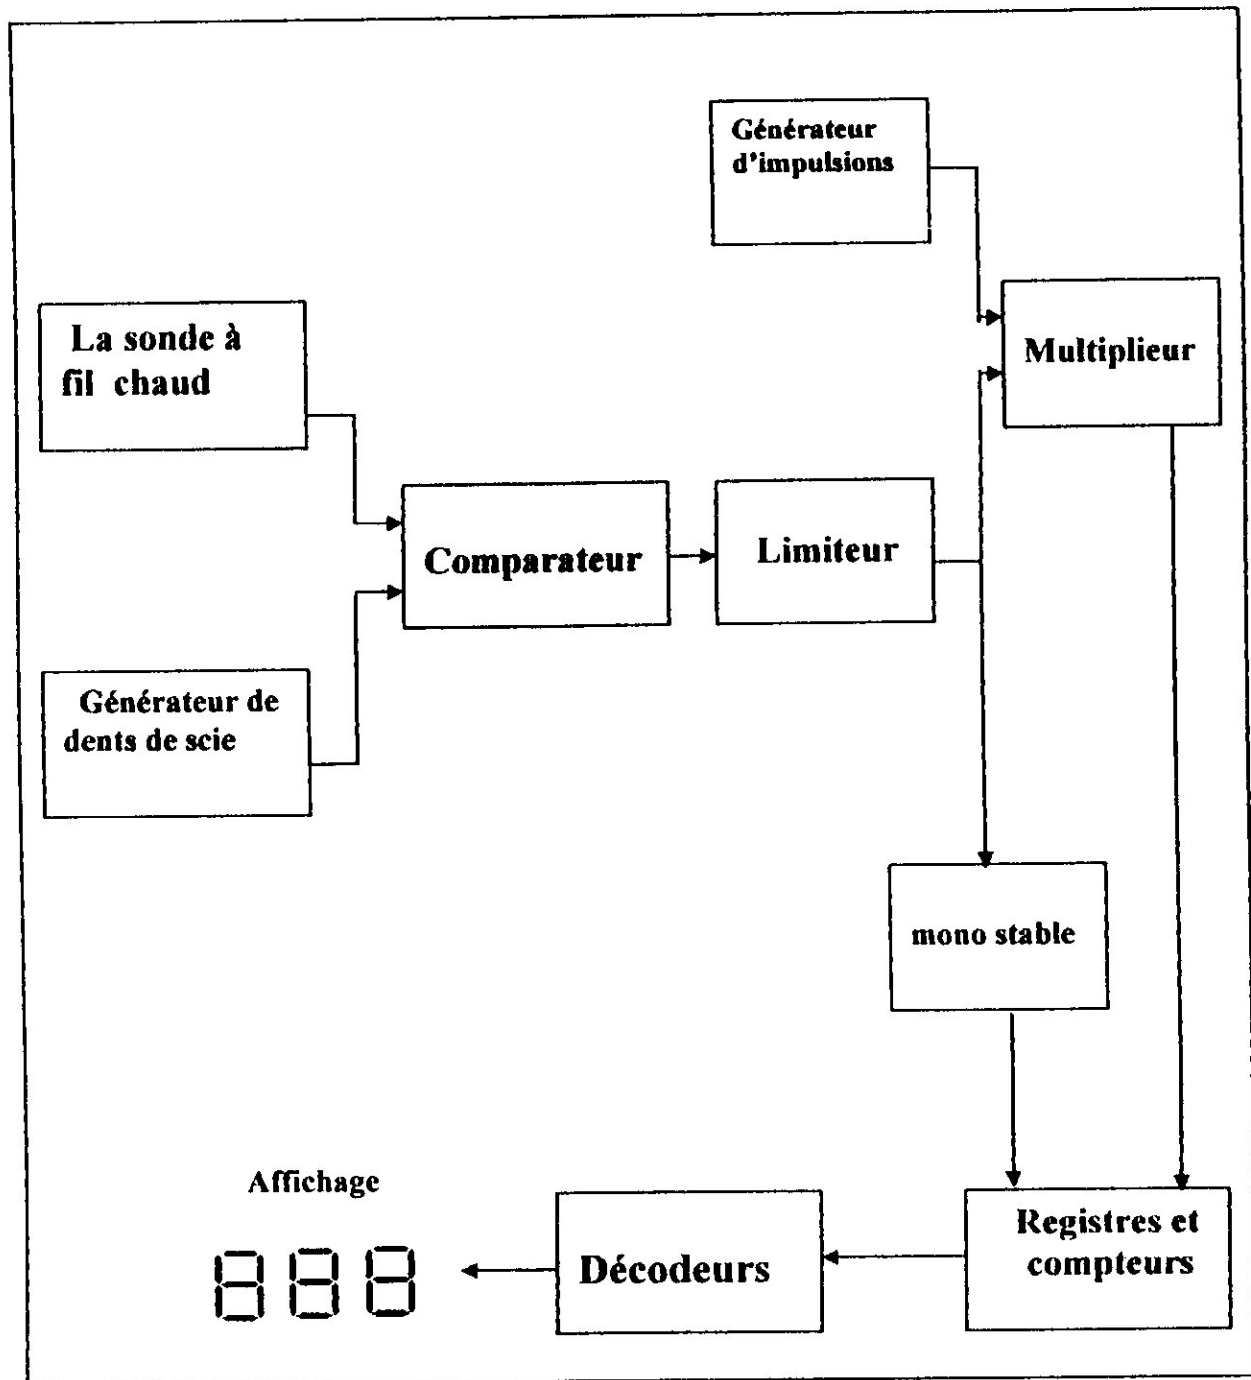 Générateur
d'impulsions
La sonde à
fil chaud
Multiplieur
Comparateur
Limiteur
Générateur de
dents de scie
mono stable
Affichage
888
Décodeurs
Registres et
compteurs